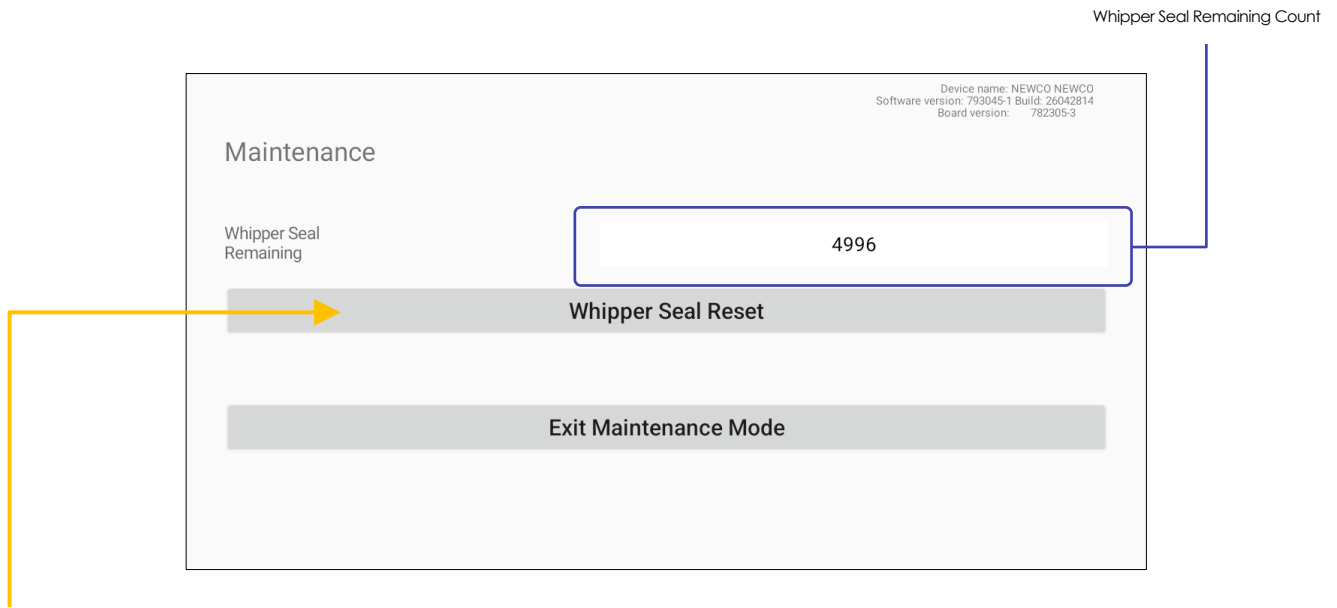 Whipper Seal Remaining Count
Device name: NEWCO NEWCO
Software version: 793045-1 Build: 26042814
Board version: 782305-3
Maintenance
Whipper Seal
Remaining
4996
Whipper Seal Reset
Exit Maintenance Mode